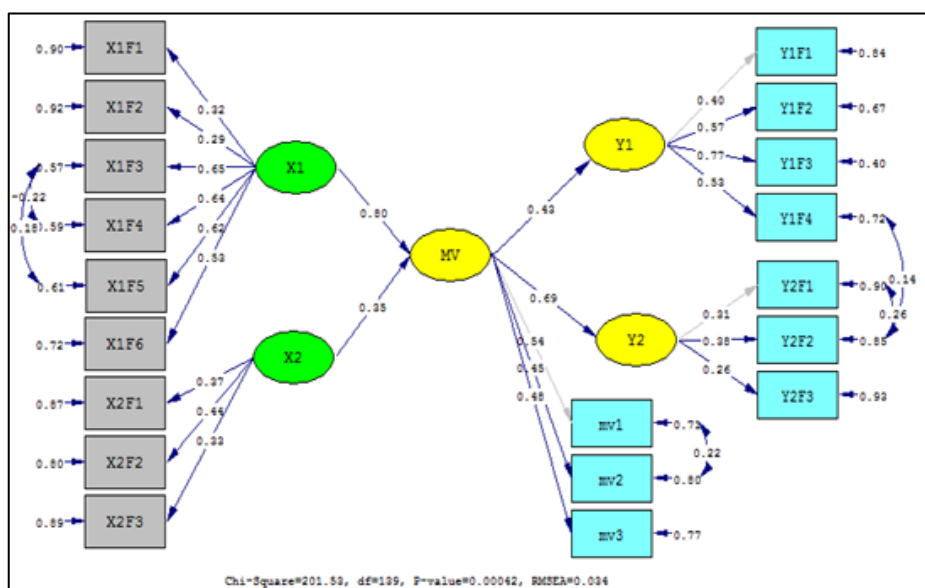 0.90 X1F1
0.92 X1F2
0.57 X1F3
0.59 X1F4
0.61 X1F5
0.72 X1F6
0.87 X2F1
0.80 X2F2
0.89 X2F3
-0.22
0.18
0.32
0.29
0.65
0.64
0.62
0.53
0.37
0.44
0.33
X1
X2
0.80
0.35
MV
0.43
0.69
0.54
0.45
0.48
Y1
Y2
0.40
0.57
0.77
0.53
0.31
0.38
0.26
Y1F1 0.84
Y1F2 0.67
Y1F3 0.40
Y1F4 0.72
Y2F1 0.90
Y2F2 0.85
Y2F3 0.93
0.14
0.26
mv1
mv2 0.80
mv3 0.77
0.22
Chi-Square=201.53, df=139, P-value=0.00042, RMSEA=0.034